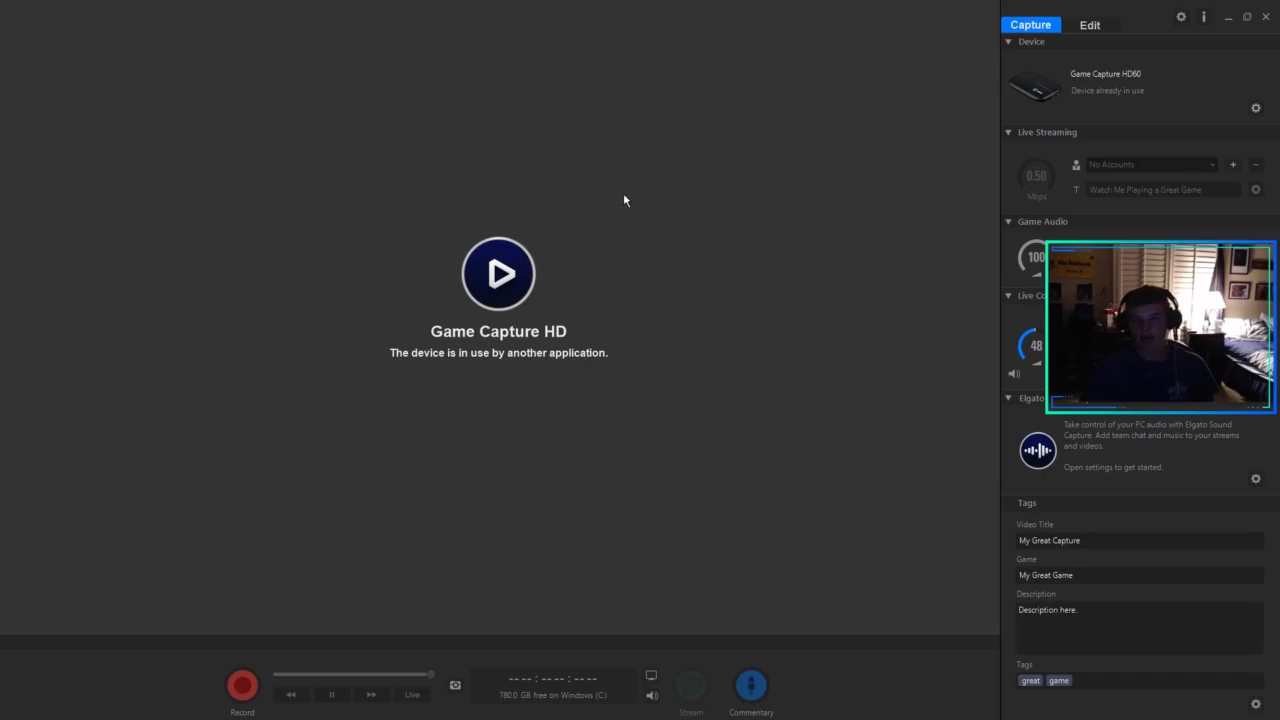 Capture
Edit
Device
Game Capture HD60
Device already in use
Live Streaming
0.50
Mbps
No Accounts
T
Watch Me Playing a Great Game
Game Audio
100
Live Co
48
Elgato
Take control of your PC audio with Elgato Sound
Capture. Add team chat and music to your streams
and videos.
Open settings to get started.
Tags
Video Title
My Great Capture
Game
My Great Game
Description
Description here.
Tags
great game
Game Capture HD
The device is in use by another application.
Record
Live
-- -- : -- -- : -- --
780.0 GB free on Windows (C:)
Stream
Commentary